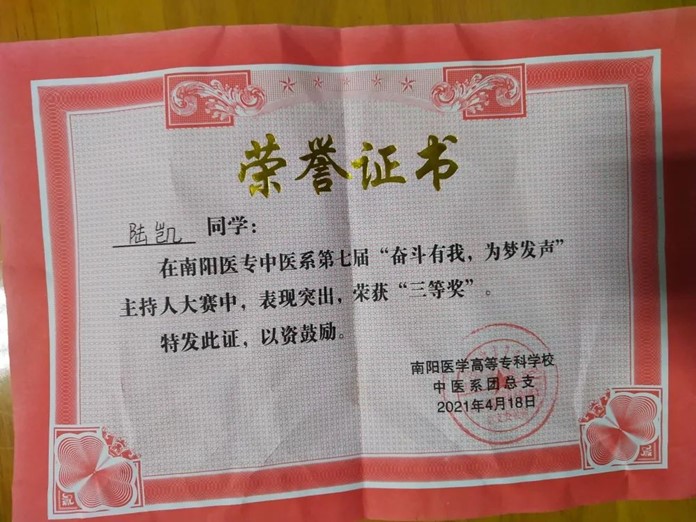 荣誉证书
陆凯 同学：
在南阳医专中医系第七届“奋斗有我，为梦发声”
主持人大赛中，表现突出，荣获“三等奖”。
特发此证，以资鼓励。
南阳医学高等专科学校
中医系团总支
2021年4月18日